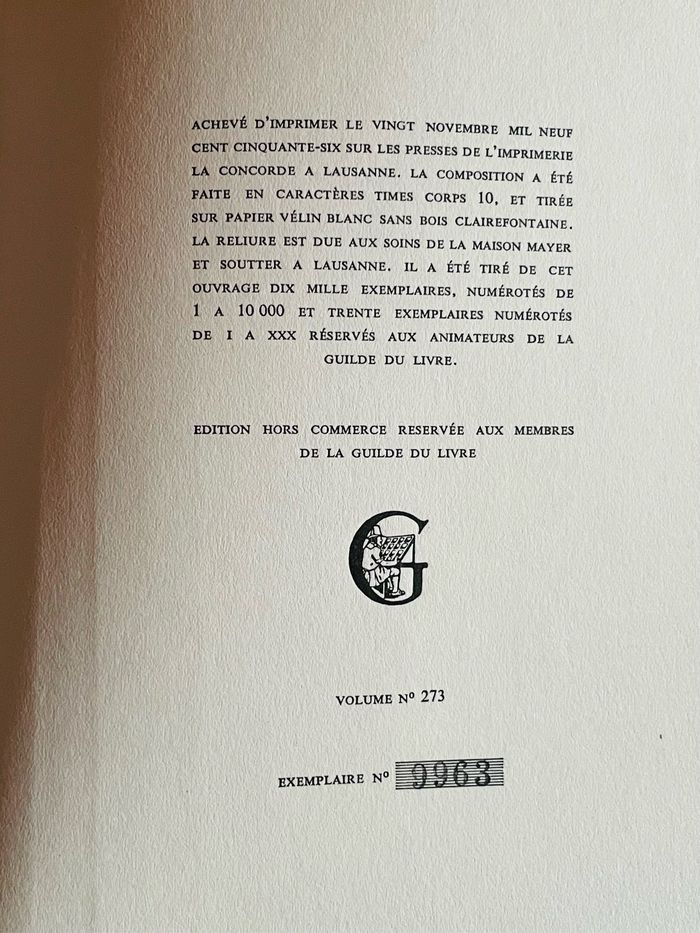 ACHEVÉ D'IMPRIMER LE VINGT NOVEMBRE MIL NEUF
CENT CINQUANTE-SIX SUR LES PRESSES DE L'IMPRIMERIE
LA CONCORDE A LAUSANNE. LA COMPOSITION A ÉTÉ
FAITE EN CARACTÈRES TIMES CORPS 10, ET TIRÉE
SUR PAPIER VÉLIN BLANC SANS BOIS CLAIREFONTAINE.
LA RELIURE EST DUE AUX SOINS DE LA MAISON MAYER
ET SOUTTER A LAUSANNE. IL A ÉTÉ TIRÉ DE CET
OUVRAGE DIX MILLE EXEMPLAIRES, NUMÉROTÉS DE
1 A 10 000 ET TRENTE EXEMPLAIRES NUMÉROTÉS
DE I A XXX RÉSERVÉS AUX ANIMATEURS DE LA
GUILDE DU LIVRE.
EDITION HORS COMMERCE RESERVÉE AUX MEMBRES
DE LA GUILDE DU LIVRE
G
VOLUME Nº 273
EXEMPLAIRE Nº 9963